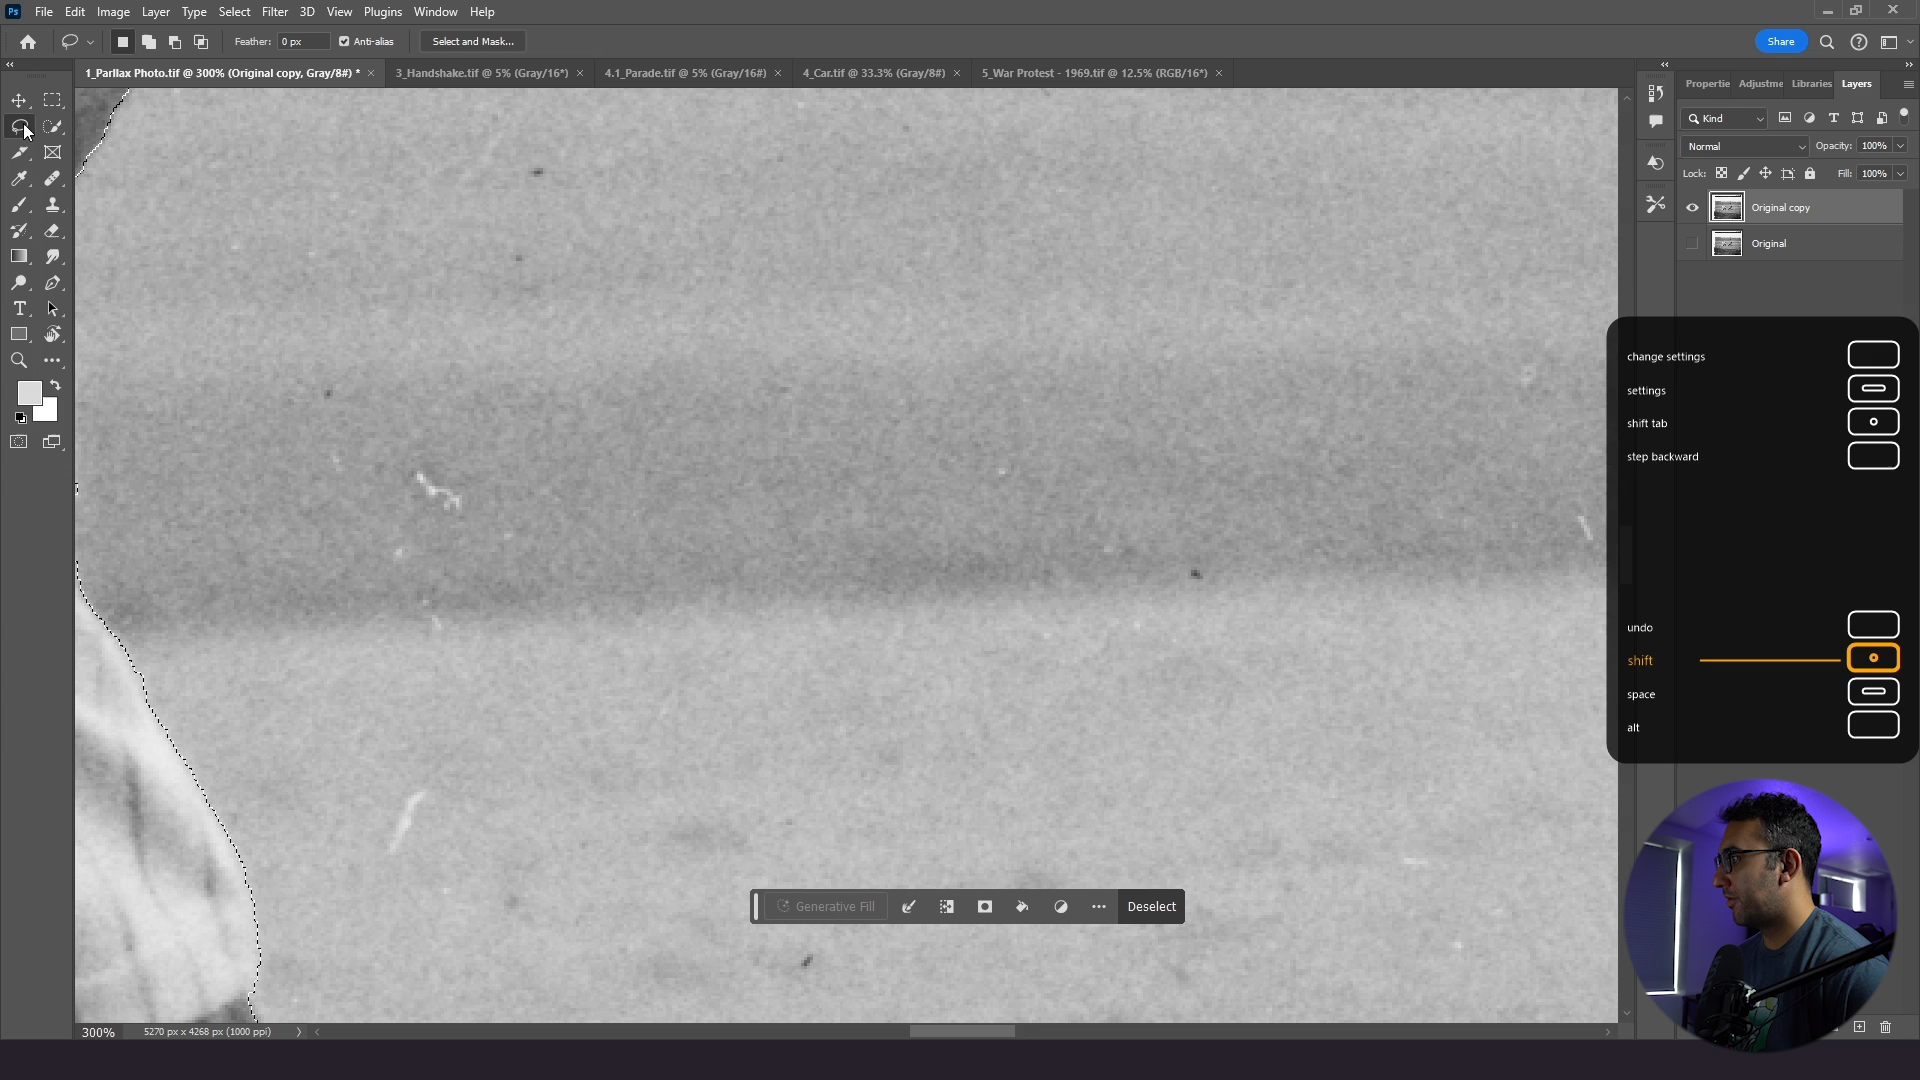 Ps File Edit Image Layer Type Select Filter 3D View Plugins Window Help
Feather: 0 px Anti-alias Select and Mask... Share
1_Parllax Photo.tif @ 300% (Original copy, Gray/8#) * 3_Handshake.tif @ 5% (Gray/16*) 4.1_Parade.tif @ 5% (Gray/16#) 4_Car.tif @ 33.3% (Gray/8#) 5_War Protest - 1969.tif @ 12.5% (RGB/16*)
Propertie Adjustme Libraries Layers
Kind
Normal Opacity: 100%
Lock: Fill: 100%
Original copy
Original
change settings
settings
shift tab
step backward
undo
shift
space
alt
Generative Fill Deselect
300% 5270 px x 4268 px (1000 ppi)